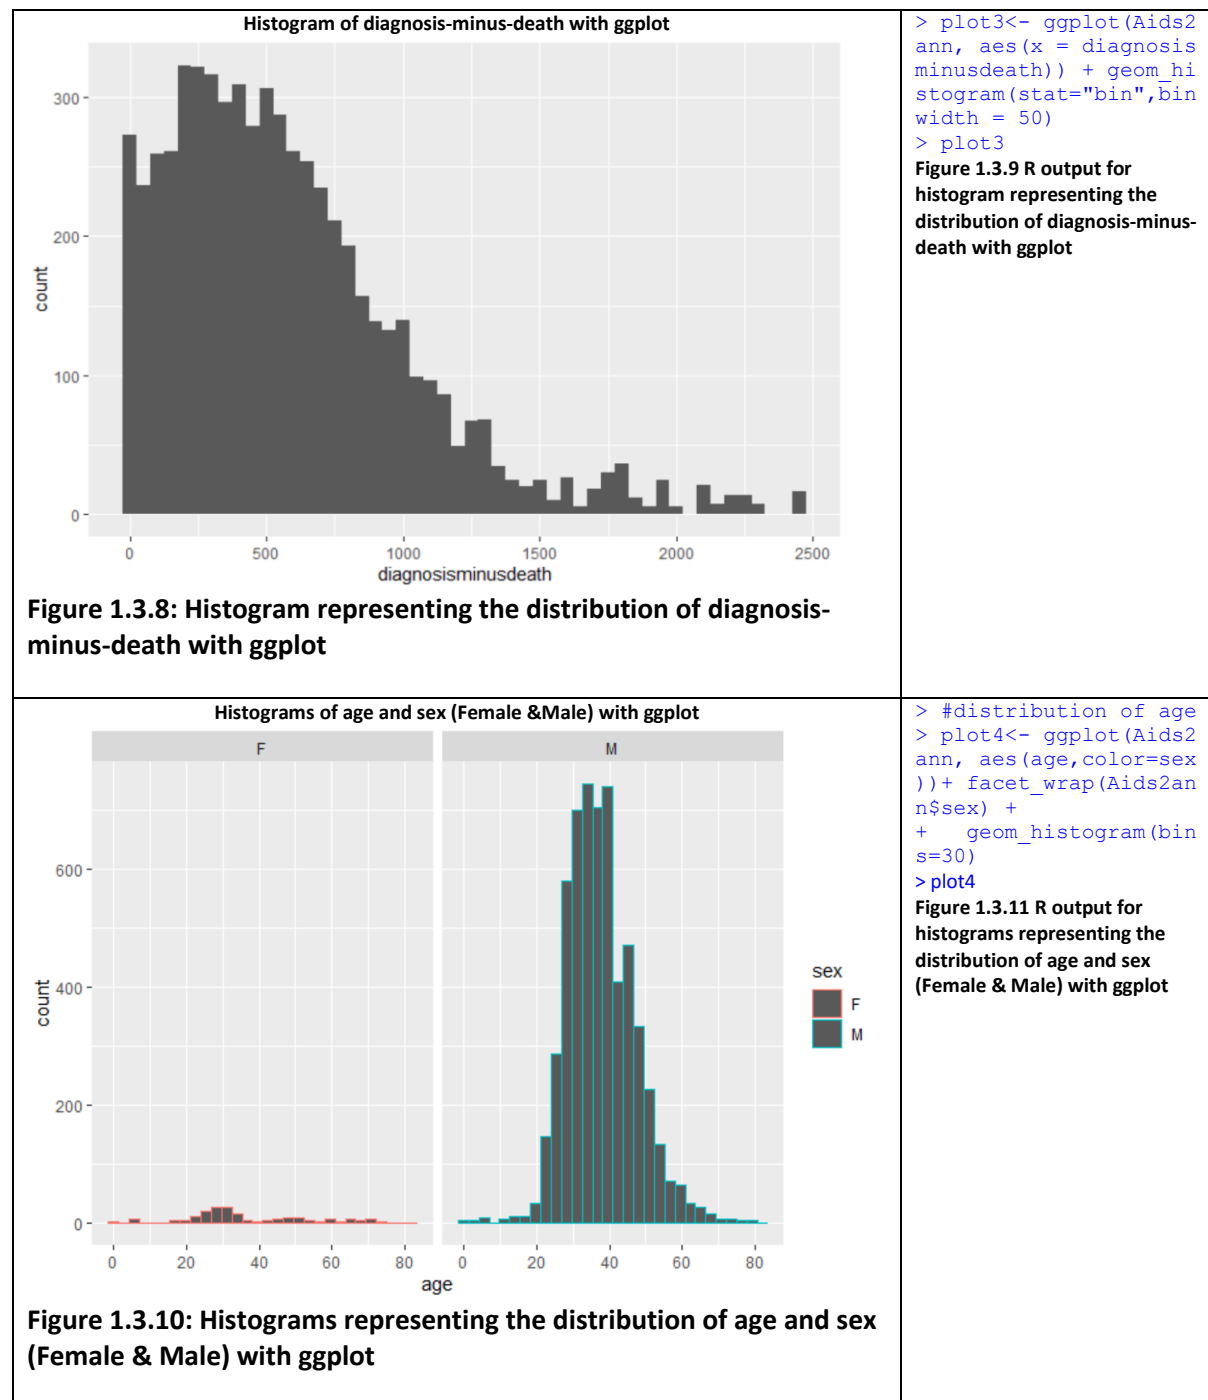 Histogram of diagnosis-minus-death with ggplot
300
200
100
0
count
0 500 1000 1500 2000 2500
diagnosisminusdeath
Figure 1.3.8: Histogram representing the distribution of diagnosis-
minus-death with ggplot
> plot3<- ggplot(Aids2
ann, aes(x = diagnosis
minusdeath)) + geom_hi
stogram(stat="bin",bin
width = 50)
> plot3
Figure 1.3.9 R output for
histogram representing the
distribution of diagnosis-minus-
death with ggplot
Histograms of age and sex (Female &Male) with ggplot
F M
600
400
200
0
count
0 20 40 60 80 0 20 40 60 80
age
sex
F
M
Figure 1.3.10: Histograms representing the distribution of age and sex
(Female & Male) with ggplot
> #distribution of age
> plot4<- ggplot(Aids2
ann, aes(age,color=sex
))+ facet_wrap(Aids2an
n$sex) +
+   geom_histogram(bin
s=30)
> plot4
Figure 1.3.11 R output for
histograms representing the
distribution of age and sex
(Female & Male) with ggplot